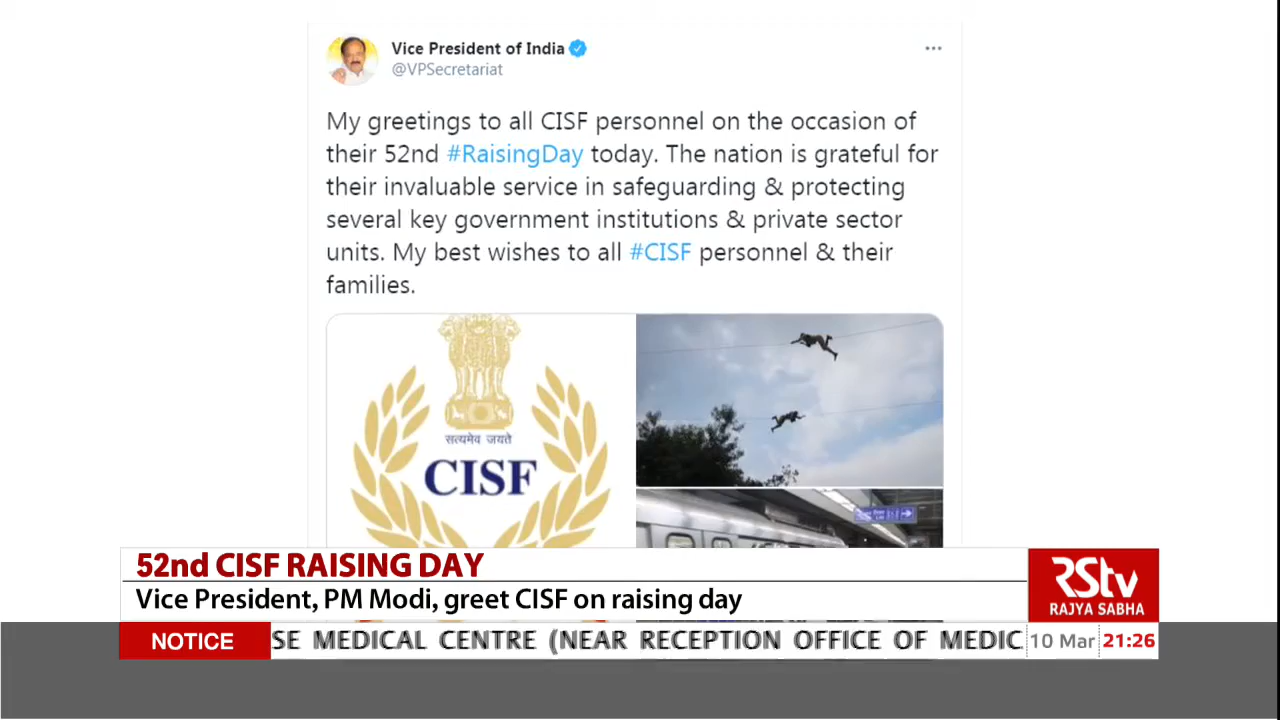 Vice President of India
@VPSecretariat
My greetings to all CISF personnel on the occasion of
their 52nd #RaisingDay today. The nation is grateful for
their invaluable service in safeguarding & protecting
several key government institutions & private sector
units. My best wishes to all #CISF personnel & their
families.
सत्यमेव जयते
CISF
52nd CISF RAISING DAY
Vice President, PM Modi, greet CISF on raising day
RStv
RAJYA SABHA
NOTICE
SE MEDICAL CENTRE (NEAR RECEPTION OFFICE OF MEDIC
10 Mar 21:26